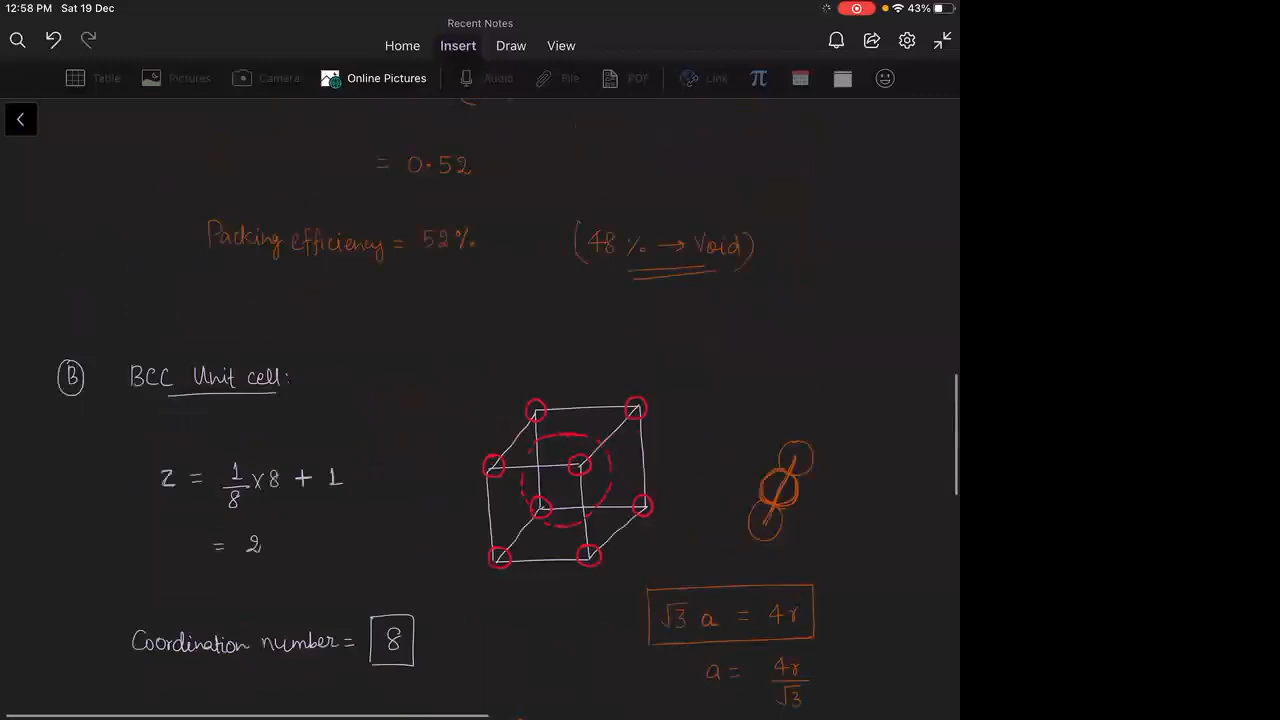 12:58 PM Sat 19 Dec
43%
Recent Notes
Home Insert Draw View
Table Pictures Camera Online Pictures Audio File PDF Link
= 0.52
Packing efficiency = 52% (48 % → Void)
B BCC Unit cell:
Z = 1/8 × 8 + 1
= 2
√3 a = 4r
Coordination number = 8
a = 4r/√3